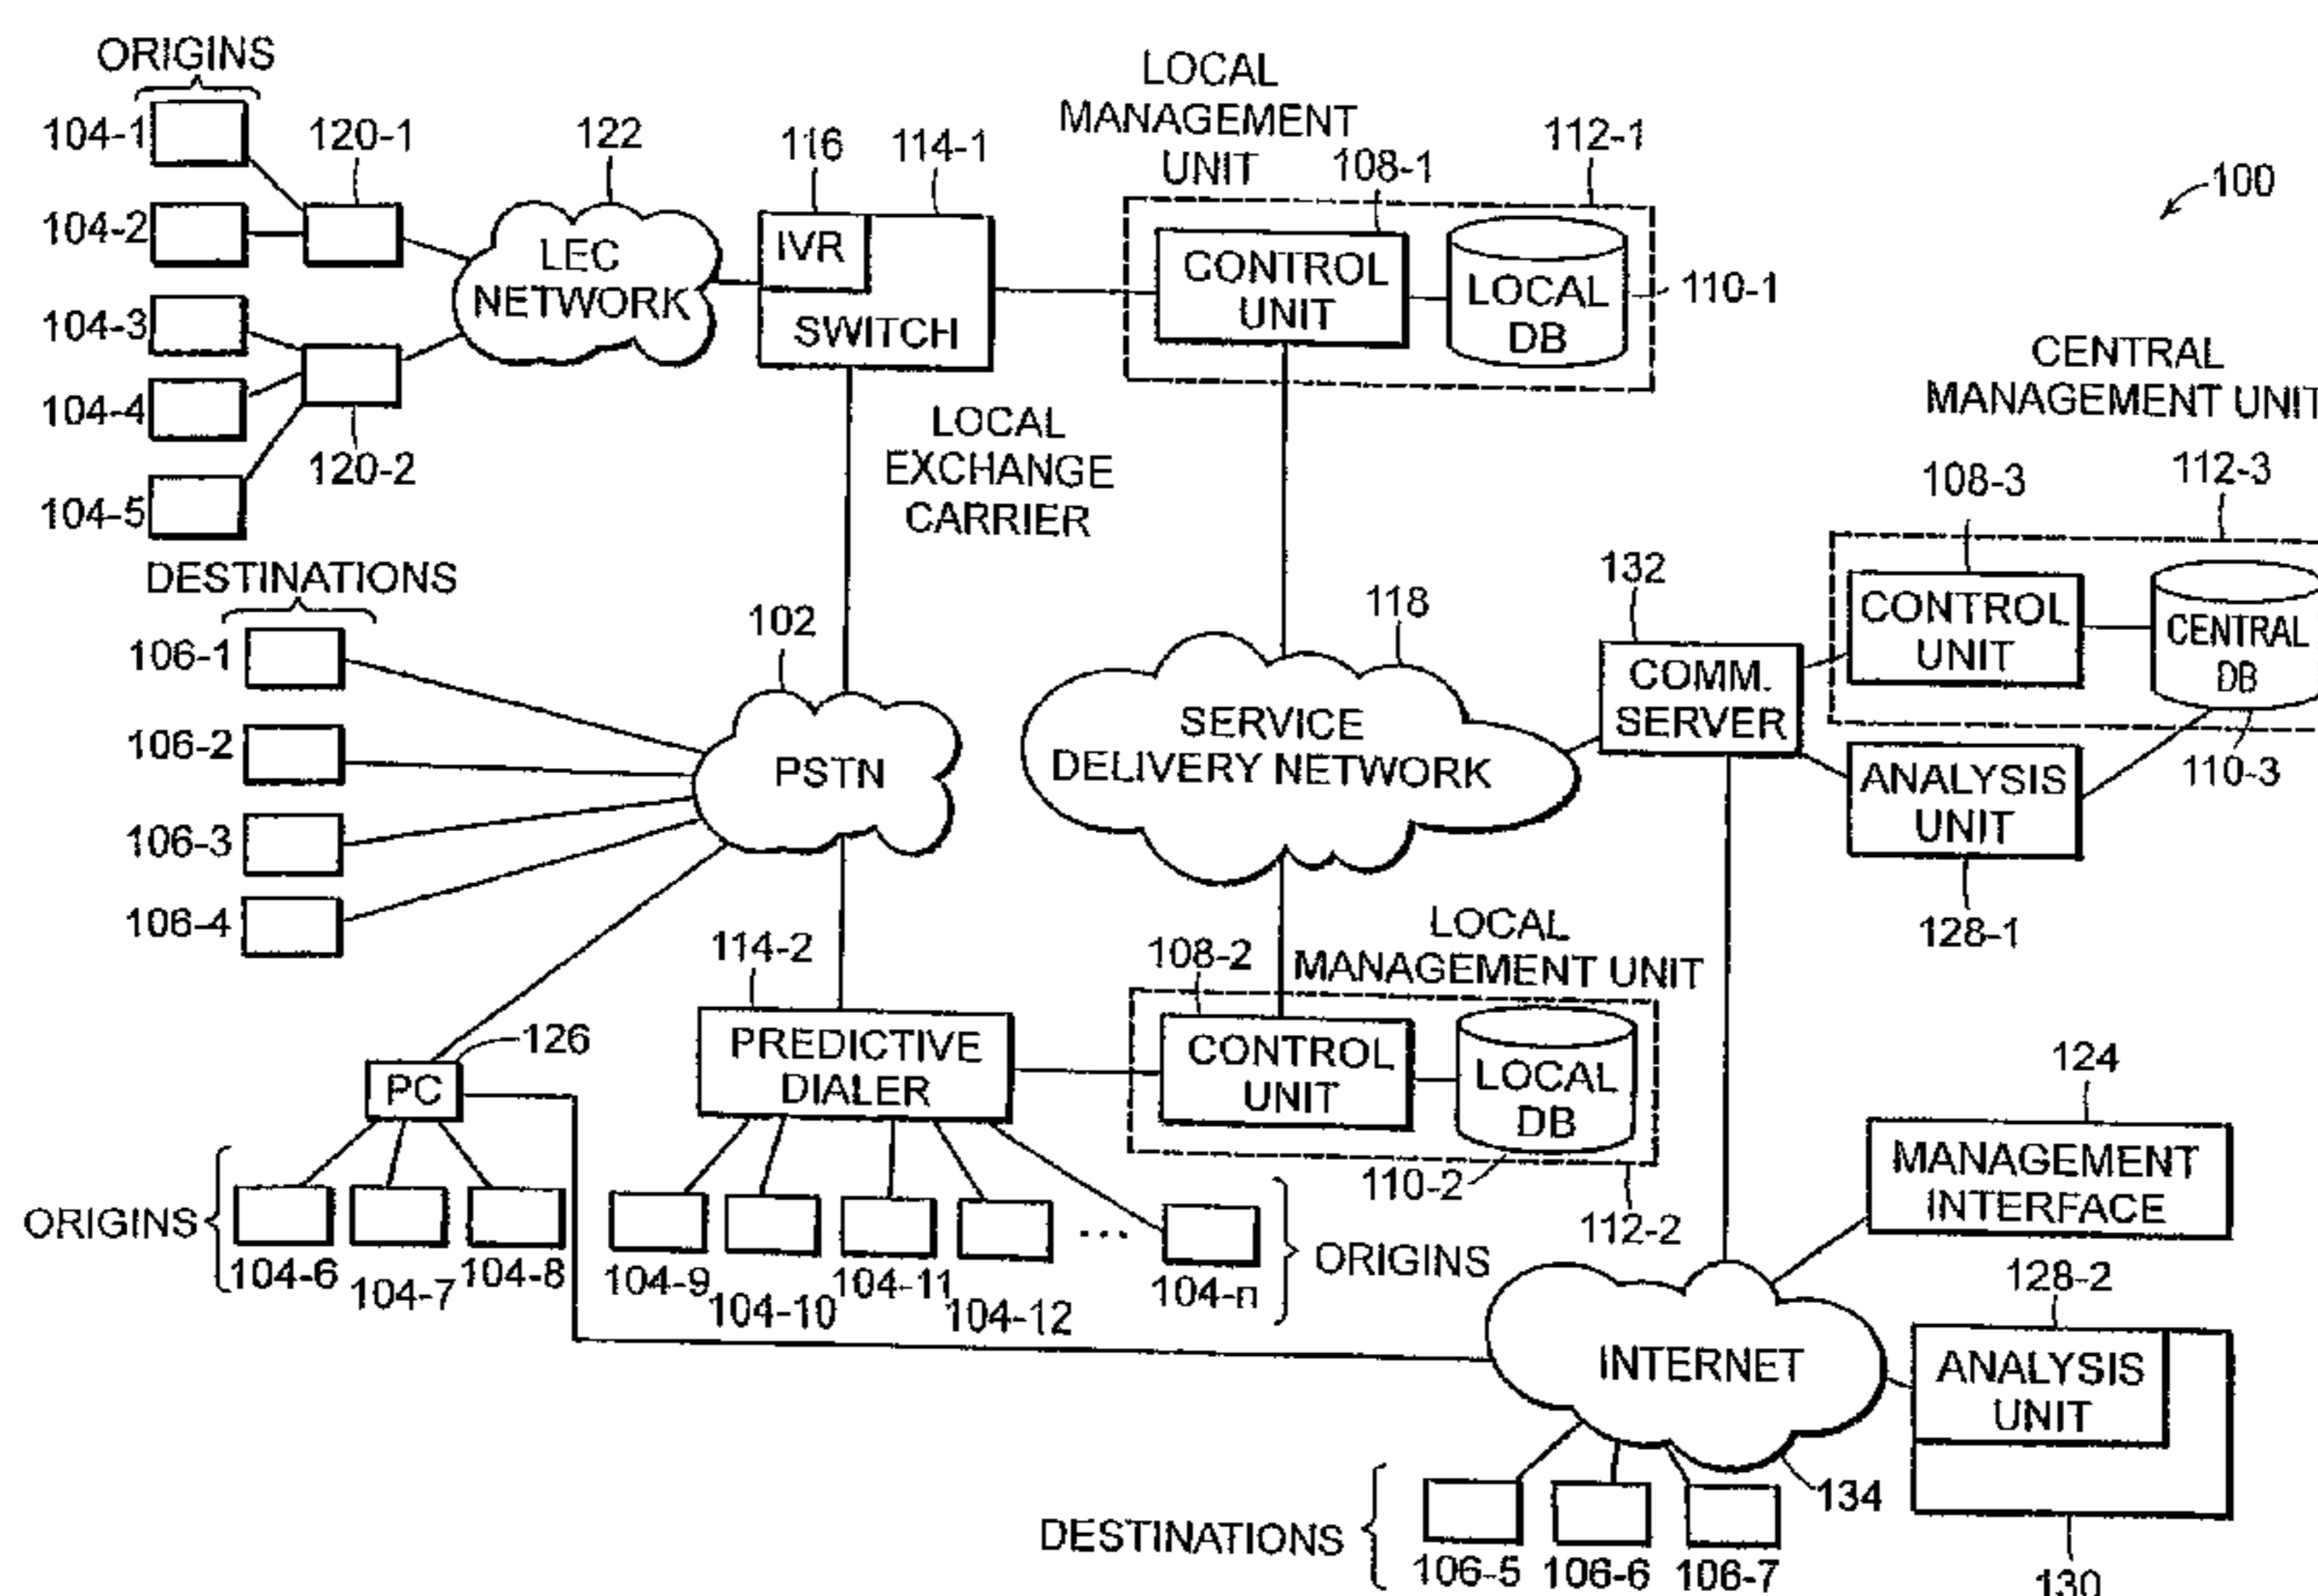 ORIGINS
104-1
104-2
104-3
104-4
104-5
120-1
120-2
122
LEC
NETWORK
116
114-1
IVR
SWITCH
LOCAL
EXCHANGE
CARRIER
LOCAL
MANAGEMENT
UNIT
108-1
112-1
CONTROL
UNIT
LOCAL
DB
110-1
100
CENTRAL
MANAGEMENT UNIT
108-3
112-3
CONTROL
UNIT
CENTRAL
DB
110-3
132
COMM.
SERVER
ANALYSIS
UNIT
128-1
118
SERVICE
DELIVERY NETWORK
DESTINATIONS
106-1
106-2
106-3
106-4
102
PSTN
114-2
PREDICTIVE
DIALER
108-2
LOCAL
MANAGEMENT UNIT
CONTROL
UNIT
LOCAL
DB
110-2
112-2
126
PC
ORIGINS
104-6
104-7
104-8
104-9
104-10
104-11
104-12
...
104-n
ORIGINS
124
MANAGEMENT
INTERFACE
128-2
ANALYSIS
UNIT
130
INTERNET
134
DESTINATIONS
106-5
106-6
106-7